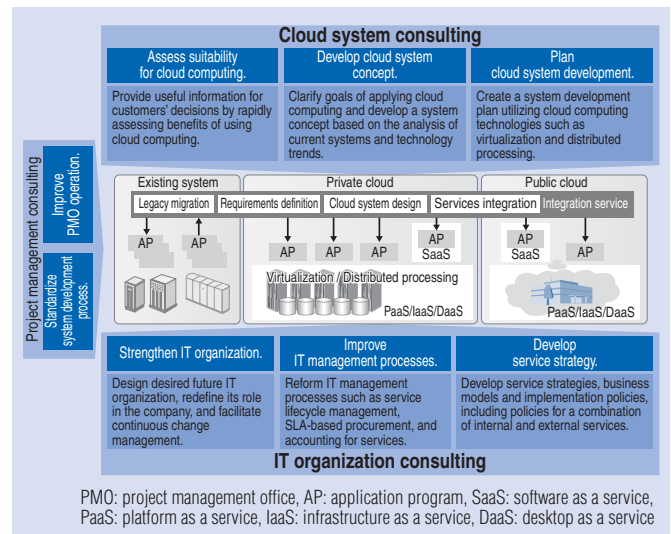 Cloud system consulting
Assess suitability
for cloud computing.
Provide useful information for
customers' decisions by rapidly
assessing benefits of using
cloud computing.
Develop cloud system
concept.
Clarify goals of applying cloud
computing and develop a system
concept based on the analysis of
current systems and technology
trends.
Plan
cloud system development.
Create a system development
plan utilizing cloud computing
technologies such as
virtualization and distributed
processing.
Project management consulting
Improve
PMO operation.
Standardize
system development
process.
Existing system
Private cloud
Public cloud
Legacy migration
Requirements definition
Cloud system design
Services integration
Integration service
AP
AP
AP
AP
AP
AP
SaaS
AP
SaaS
AP
Virtualization / Distributed processing
PaaS/IaaS/DaaS
PaaS/IaaS/DaaS
Strengthen IT organization.
Design desired future IT
organization, redefine its role
in the company, and facilitate
continuous change
management.
Improve
IT management processes.
Reform IT management
processes such as service
lifecycle management,
SLA-based procurement, and
accounting for services.
Develop
service strategy.
Develop service strategies, business
models and implementation policies,
including policies for a combination
of internal and external services.
IT organization consulting
PMO: project management office, AP: application program, SaaS: software as a service,
PaaS: platform as a service, IaaS: infrastructure as a service, DaaS: desktop as a service